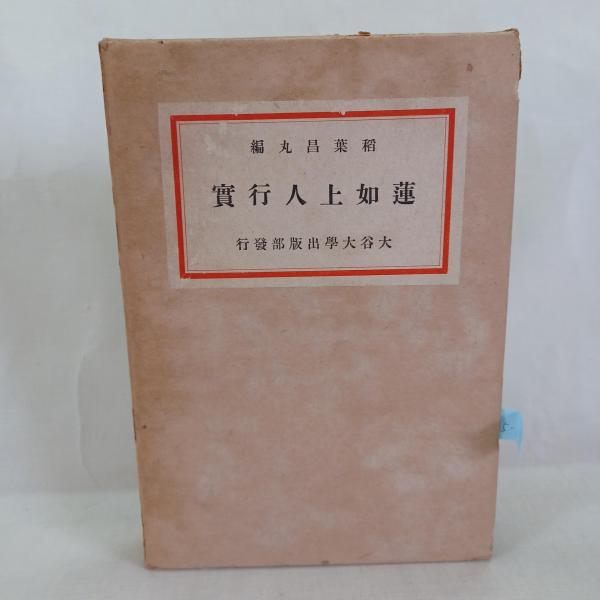 稻葉昌丸編
蓮如上人行實
大谷大學出版部發行